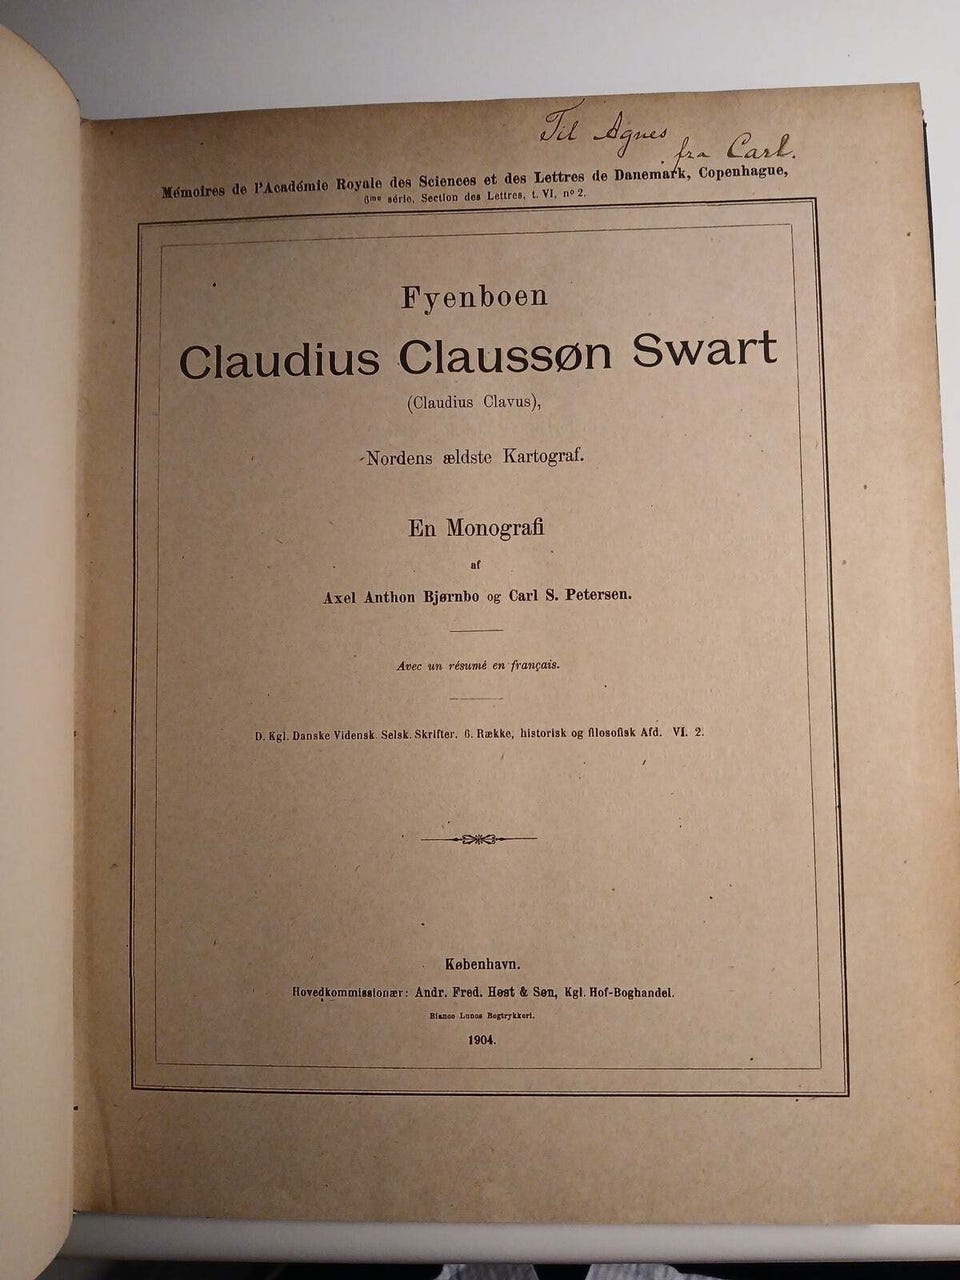 Til Agnes
fra Carl.
Mémoires de l'Académie Royale des Sciences et des Lettres de Danemark, Copenhague,
6me série, Section des Lettres, t. VI, nº 2.
Fyenboen
Claudius Claussøn Swart
(Claudius Clavus),
Nordens ældste Kartograf.
En Monografi
af
Axel Anthon Bjørnbo og Carl S. Petersen.
Avec un résumé en français.
D. Kgl. Danske Vidensk. Selsk. Skrifter, 6. Række, historisk og filosofisk Afd. VI. 2.
København.
Hovedkommissionær: Andr. Fred. Høst & Søn, Kgl. Hof-Boghandel.
Bianco Lunos Bogtrykkeri.
1904.